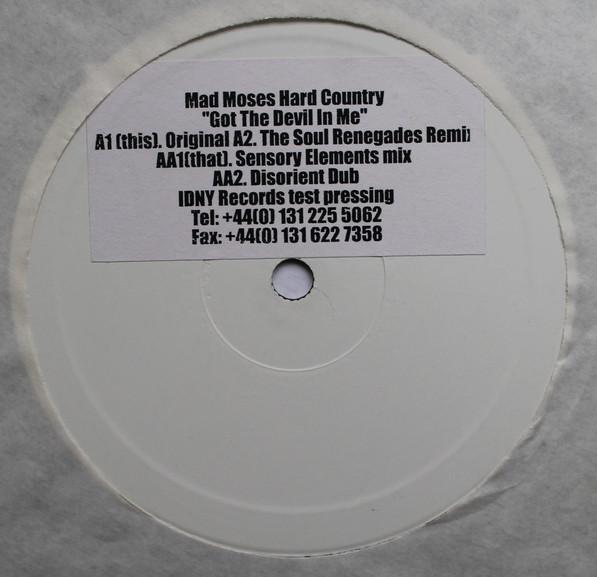 Mad Moses Hard Country
"Got The Devil In Me"
A1 (this). Original A2. The Soul Renegades Remix
AA1(that). Sensory Elements mix
AA2. Disorient Dub
IDNY Records test pressing
Tel: +44(0) 131 225 5062
Fax: +44(0) 131 622 7358